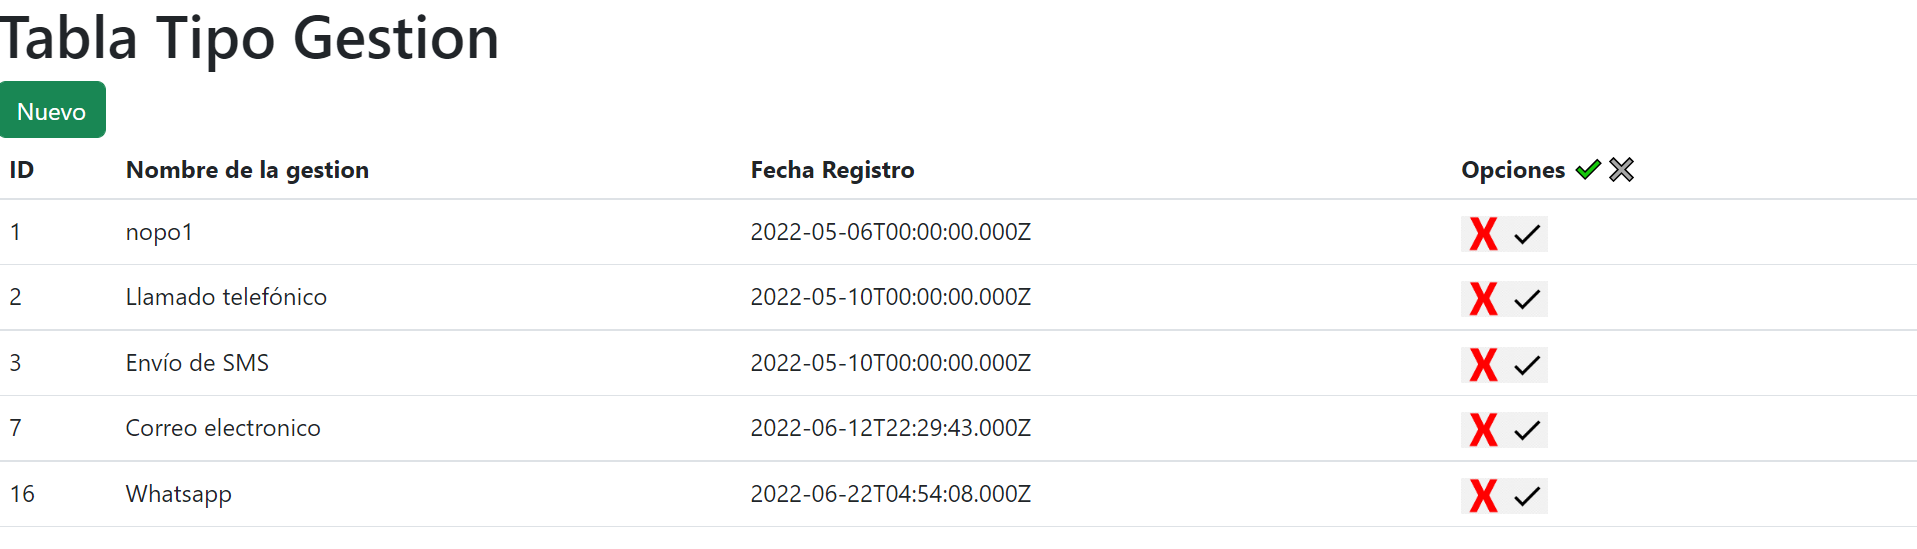 Tabla Tipo Gestion
Nuevo
ID Nombre de la gestion Fecha Registro Opciones
1 nopo1 2022-05-06T00:00:00.000Z
2 Llamado telefónico 2022-05-10T00:00:00.000Z
3 Envío de SMS 2022-05-10T00:00:00.000Z
7 Correo electronico 2022-06-12T22:29:43.000Z
16 Whatsapp 2022-06-22T04:54:08.000Z